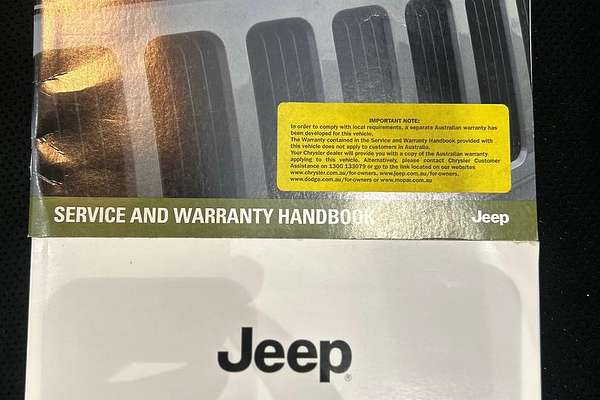 IMPORTANT NOTE:
In order to comply with local requirements, a separate Australian warranty has
been developed for this vehicle.
The Warranty contained in the Service and Warranty Handbook provided with
this vehicle does not apply to customers in Australia.
Your Chrysler dealer will provide you with a copy of the Australian warranty
applying to this vehicle. Alternatively, please contact Chrysler Customer
Assistance on 1300 133079 or go to the link located on our websites
www.chrysler.com.au/for-owners, www.jeep.com.au/for-owners,
www.dodge.com.au/for-owners or www.mopar.com.au
SERVICE AND WARRANTY HANDBOOK
Jeep
Jeep®